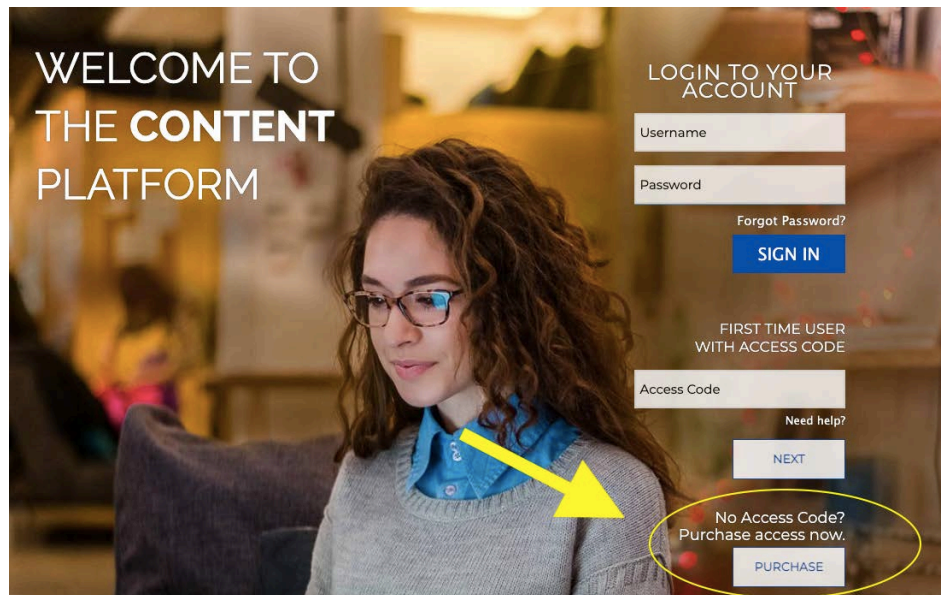 WELCOME TO
THE CONTENT
PLATFORM
LOGIN TO YOUR
ACCOUNT
Username
Password
Forgot Password?
SIGN IN
FIRST TIME USER
WITH ACCESS CODE
Access Code
Need help?
NEXT
No Access Code?
Purchase access now.
PURCHASE